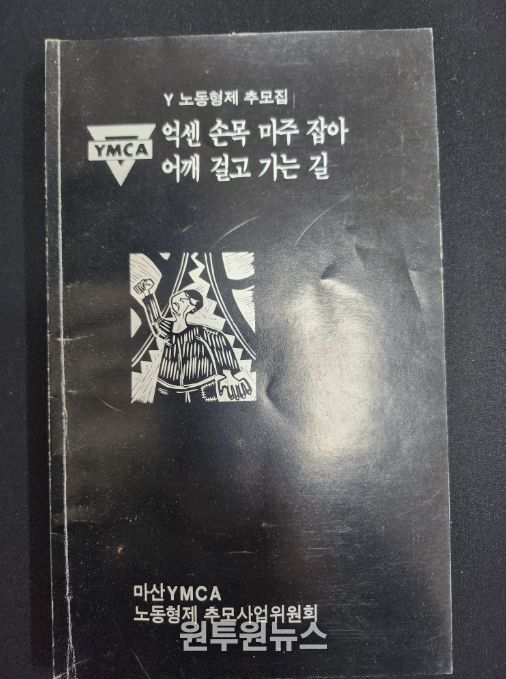 Y 노동형제 추모집
YMCA
억센 손목 마주 잡아
어깨 걸고 가는 길
마산YMCA
노동형제 추모사업위원회
원투원뉴스